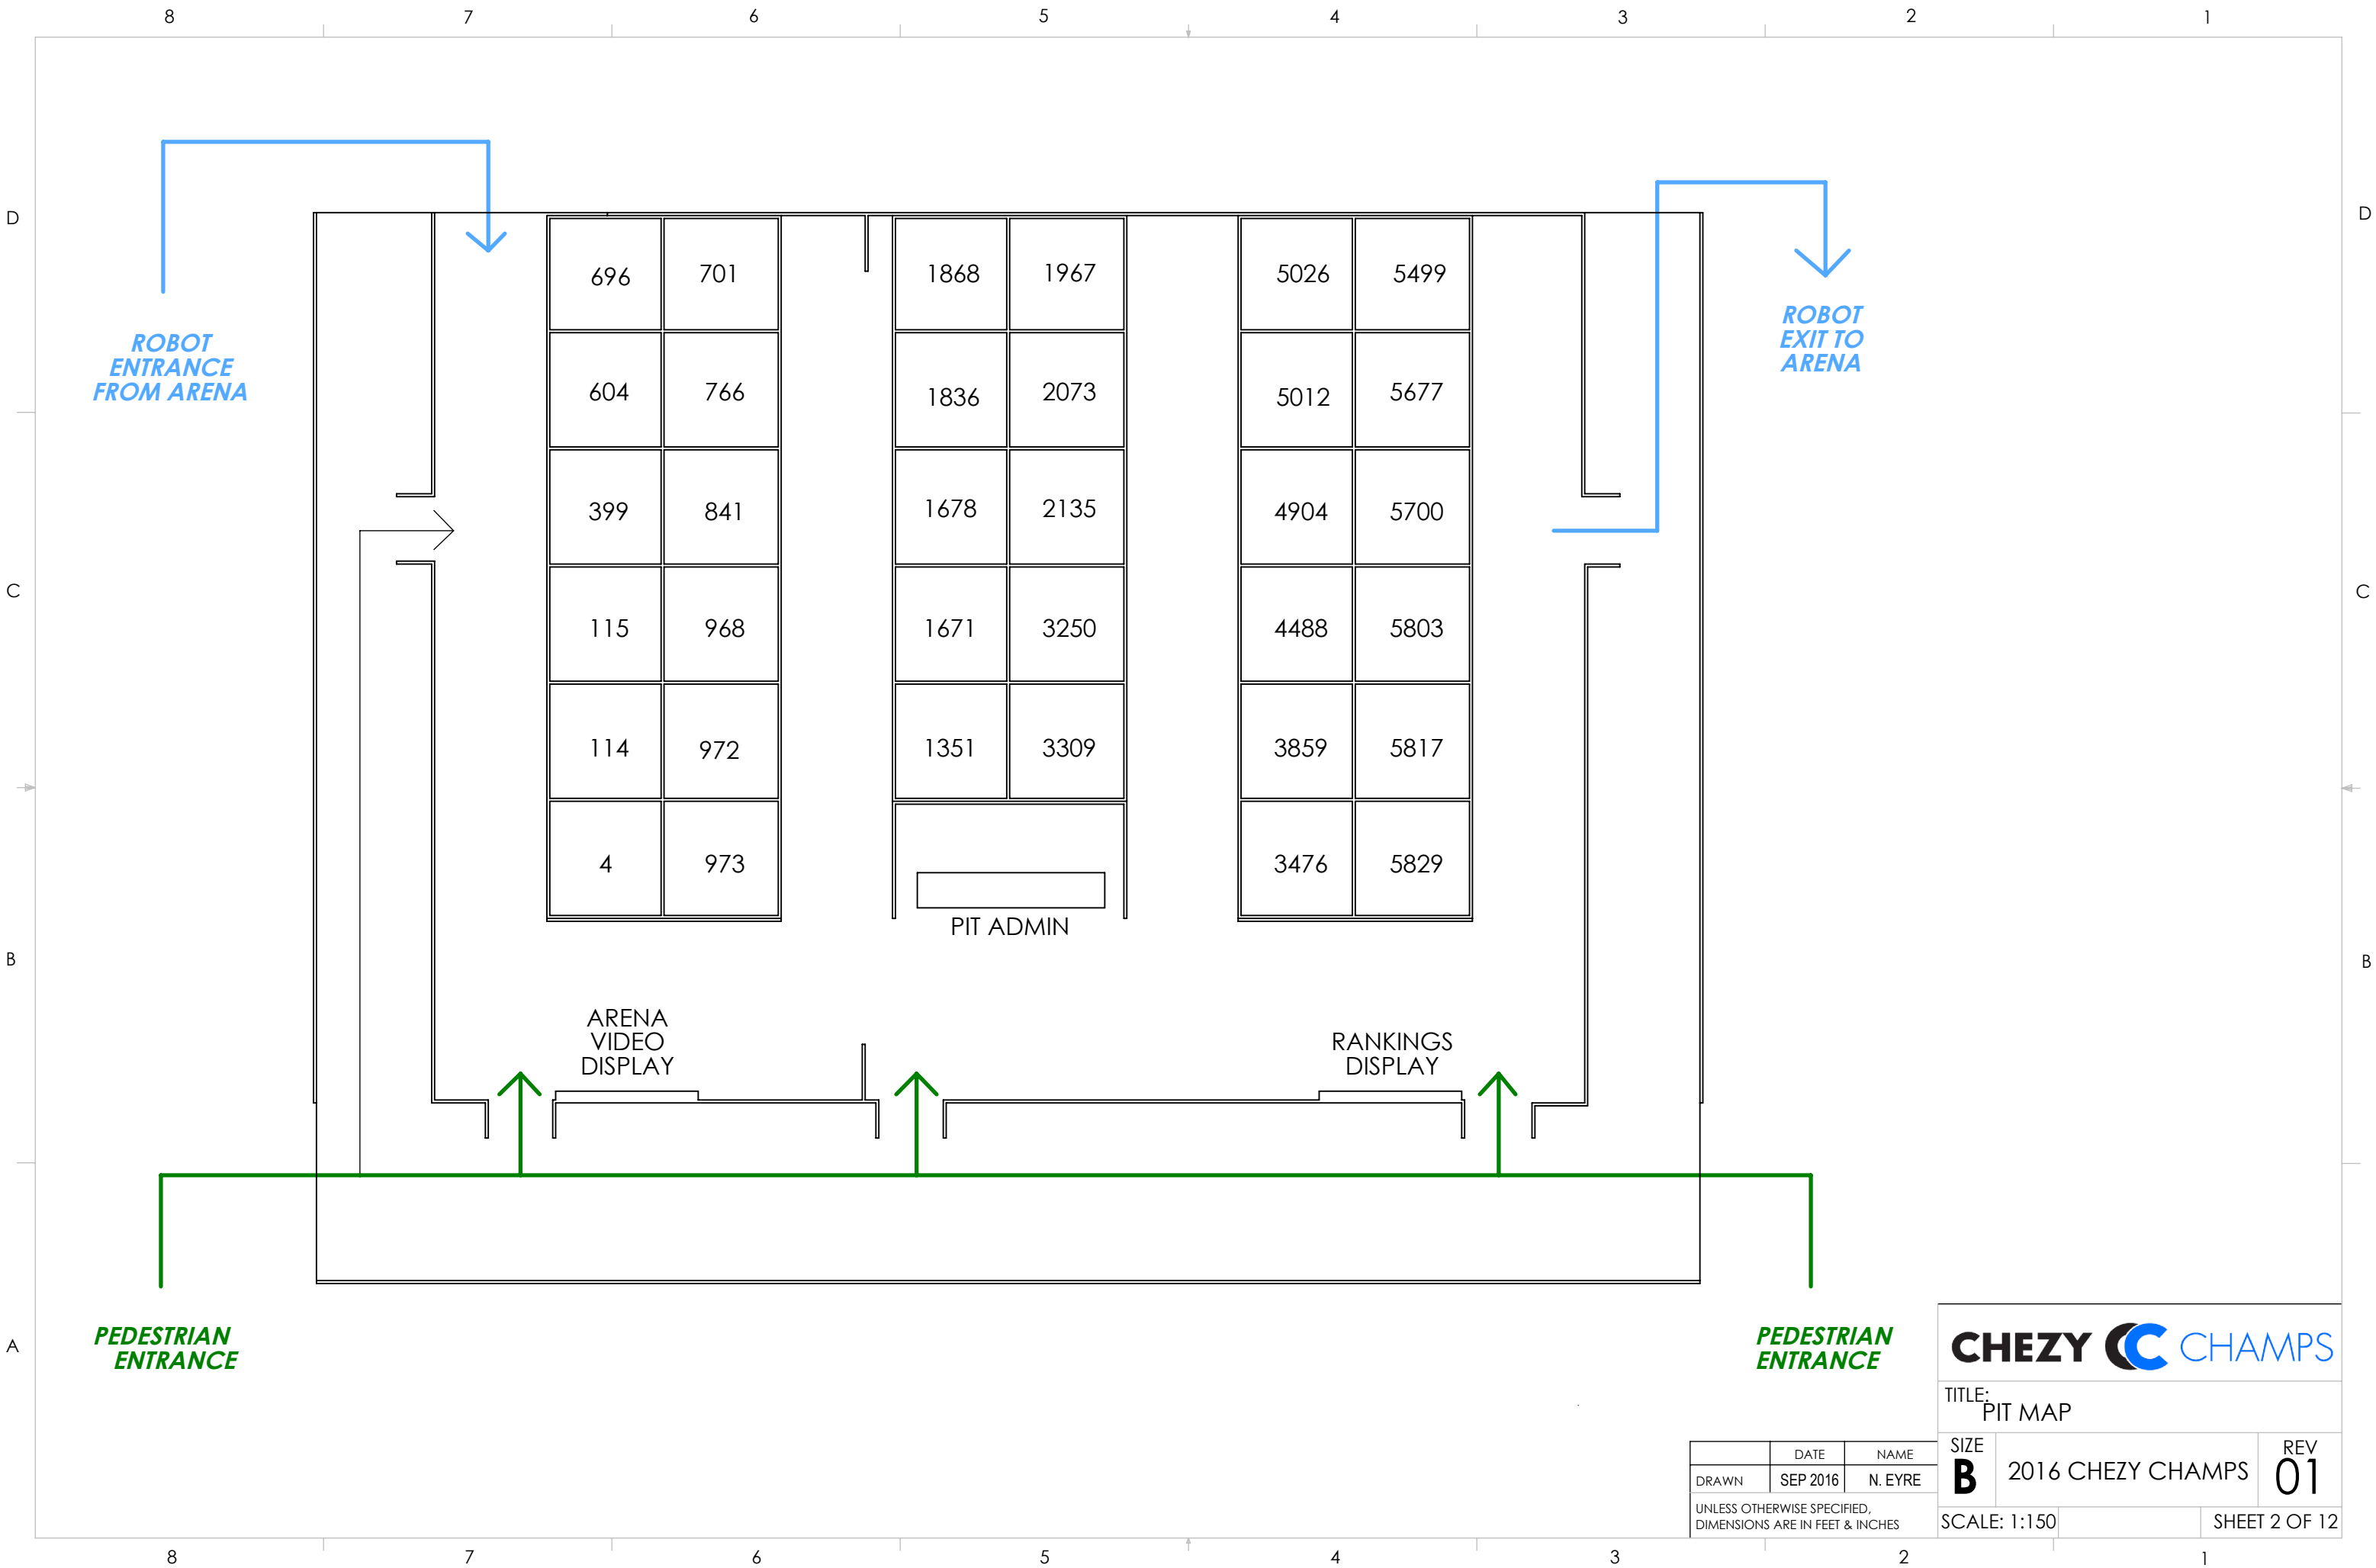 8 7 6 5 4 3 2 1
D D
ROBOT
ENTRANCE
FROM ARENA
ROBOT
EXIT TO
ARENA
696 701 1868 1967 5026 5499
604 766 1836 2073 5012 5677
399 841 1678 2135 4904 5700
C C
115 968 1671 3250 4488 5803
114 972 1351 3309 3859 5817
4 973 3476 5829
PIT ADMIN
B B
ARENA
VIDEO
DISPLAY
RANKINGS
DISPLAY
PEDESTRIAN
ENTRANCE
PEDESTRIAN
ENTRANCE
A
CHEZY CC CHAMPS
TITLE:
PIT MAP
DATE NAME
DRAWN SEP 2016 N. EYRE
UNLESS OTHERWISE SPECIFIED,
DIMENSIONS ARE IN FEET & INCHES
SIZE
B
2016 CHEZY CHAMPS
REV
01
SCALE: 1:150
SHEET 2 OF 12
8 7 6 5 4 3 2 1